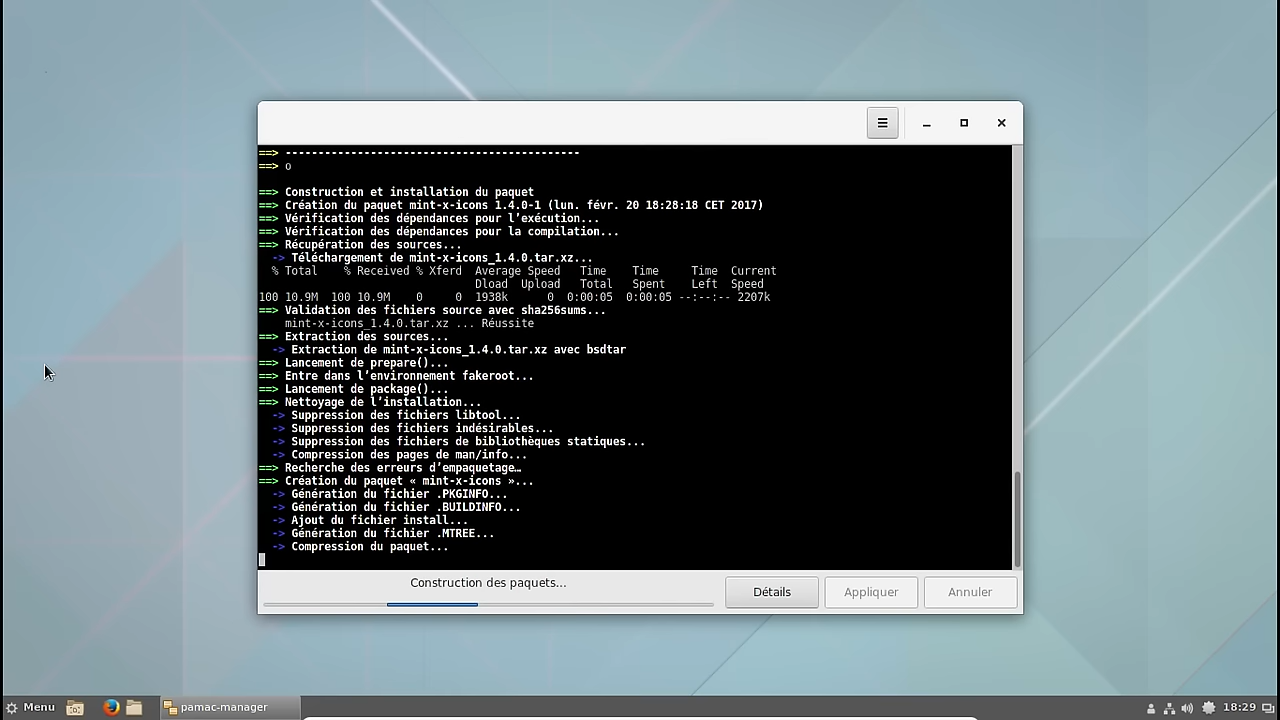 ==> --------------------------------------------
==> o
==> Construction et installation du paquet
==> Création du paquet mint-x-icons 1.4.0-1 (lun. févr. 20 18:28:18 CET 2017)
==> Vérification des dépendances pour l’exécution...
==> Vérification des dépendances pour la compilation...
==> Récupération des sources...
-> Téléchargement de mint-x-icons_1.4.0.tar.xz...
% Total % Received % Xferd Average Speed Time Time Time Current
Dload Upload Total Spent Left Speed
100 10.9M 100 10.9M 0 0 1938k 0 0:00:05 0:00:05 --:--:-- 2207k
==> Validation des fichiers source avec sha256sums...
mint-x-icons_1.4.0.tar.xz ... Réussite
==> Extraction des sources...
-> Extraction de mint-x-icons_1.4.0.tar.xz avec bsdtar
==> Lancement de prepare()...
==> Entre dans l’environnement fakeroot...
==> Lancement de package()...
==> Nettoyage de l’installation...
-> Suppression des fichiers libtool...
-> Suppression des fichiers indésirables...
-> Suppression des fichiers de bibliothèques statiques...
-> Compression des pages de man/info...
==> Recherche des erreurs d’empaquetage…
==> Création du paquet « mint-x-icons »...
-> Génération du fichier .PKGINFO...
-> Génération du fichier .BUILDINFO...
-> Ajout du fichier install...
-> Génération du fichier .MTREE...
-> Compression du paquet...
Construction des paquets...
Détails Appliquer Annuler
Menu pamac-manager 18:29